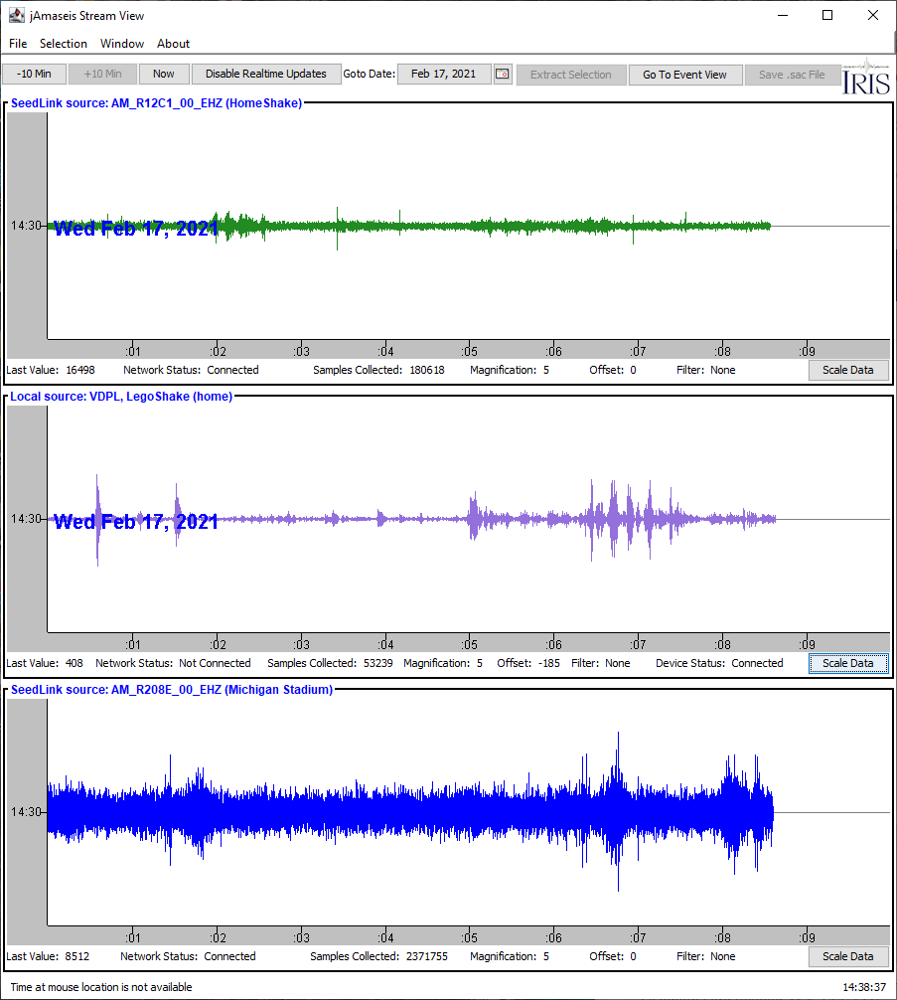 jAmaseis Stream View
File Selection Window About
-10 Min +10 Min Now Disable Realtime Updates Goto Date: Feb 17, 2021 Extract Selection Go To Event View Save .sac File IRIS
SeedLink source: AM_R12C1_00_EHZ (HomeShake)
14:30 Wed Feb 17, 2021
:01 :02 :03 :04 :05 :06 :07 :08 :09
Last Value: 16498 Network Status: Connected Samples Collected: 180618 Magnification: 5 Offset: 0 Filter: None Scale Data
Local source: VDPL, LegoShake (home)
14:30 Wed Feb 17, 2021
:01 :02 :03 :04 :05 :06 :07 :08 :09
Last Value: 408 Network Status: Not Connected Samples Collected: 53239 Magnification: 5 Offset: -185 Filter: None Device Status: Connected Scale Data
SeedLink source: AM_R208E_00_EHZ (Michigan Stadium)
14:30
:01 :02 :03 :04 :05 :06 :07 :08 :09
Last Value: 8512 Network Status: Connected Samples Collected: 2371755 Magnification: 5 Offset: 0 Filter: None Scale Data
Time at mouse location is not available 14:38:37